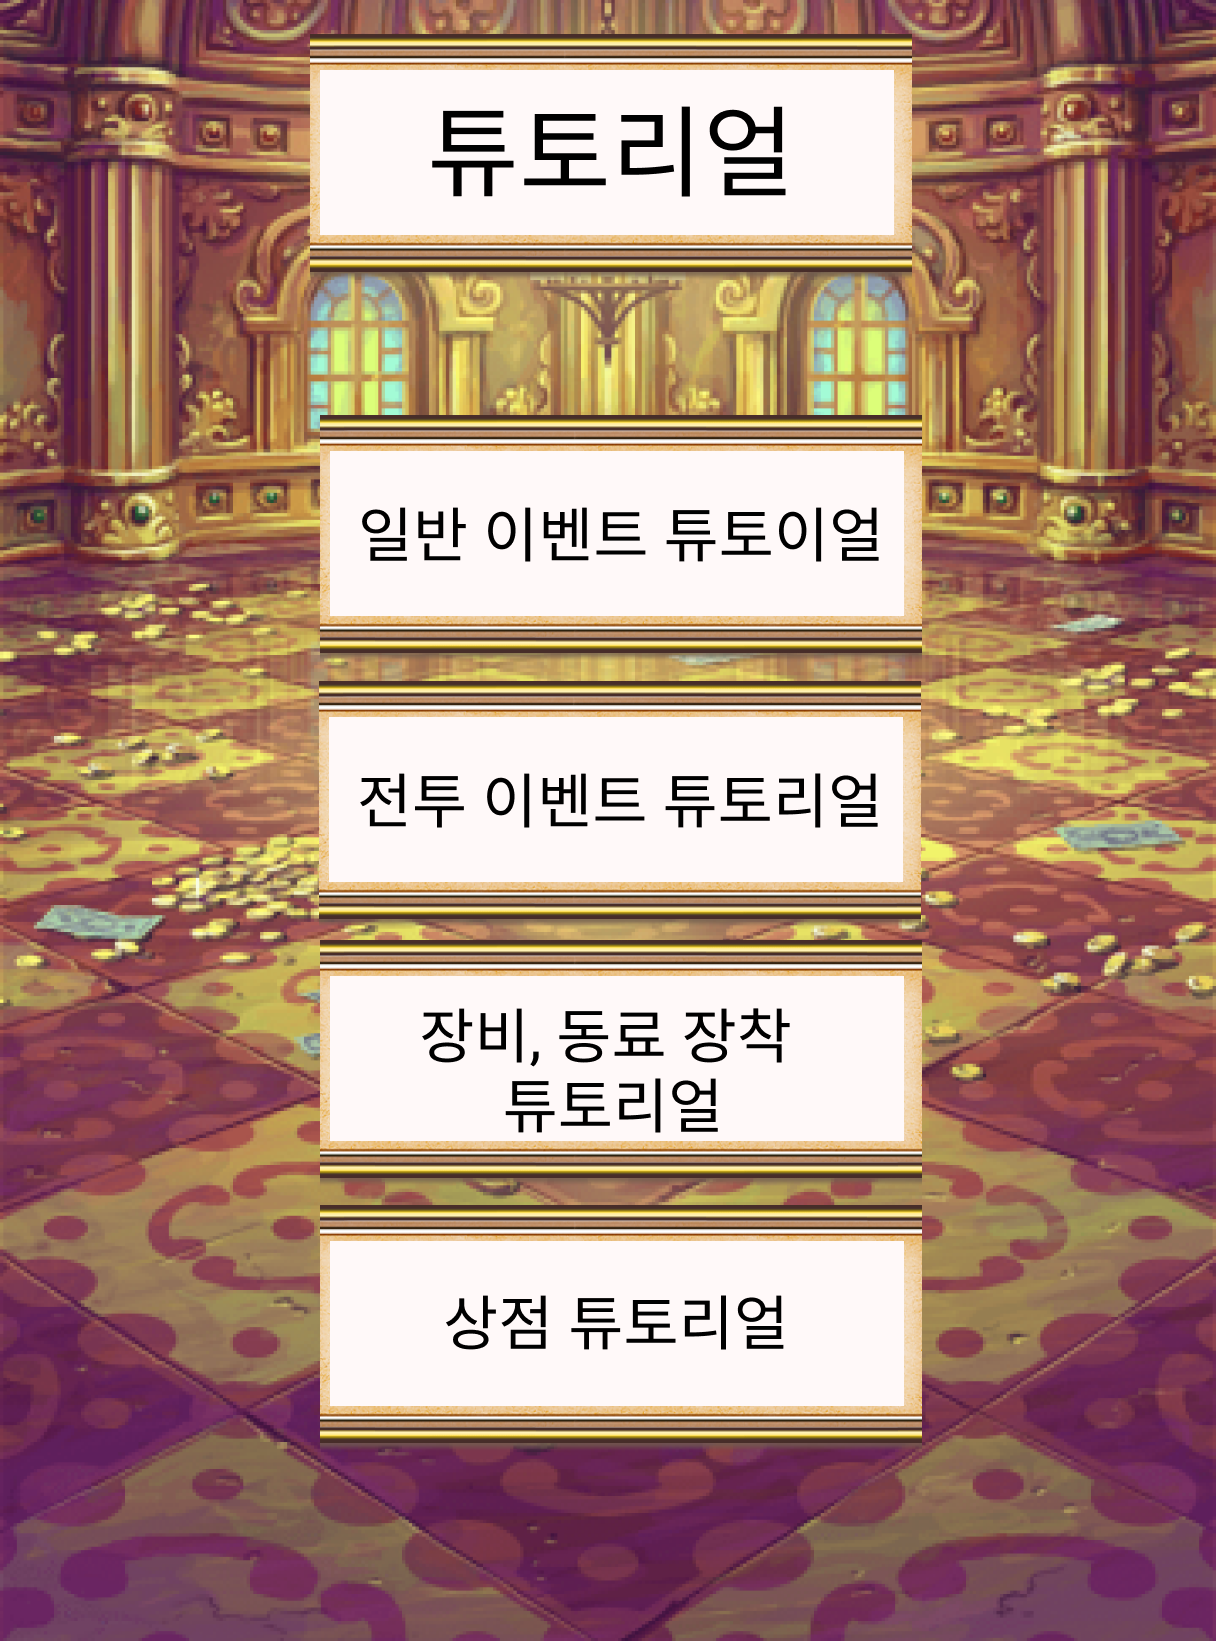 튜토리얼
일반 이벤트 튜토이얼
전투 이벤트 튜토리얼
장비, 동료 장착
튜토리얼
상점 튜토리얼